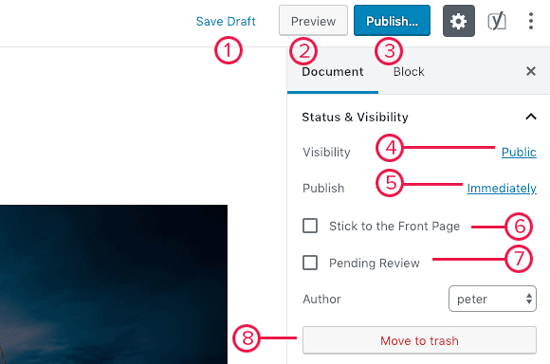 Save Draft Preview Publish...
1 2 3
Document Block
Status & Visibility
Visibility 4 Public
Publish 5 Immediately
Stick to the Front Page 6
Pending Review 7
Author peter
8 Move to trash